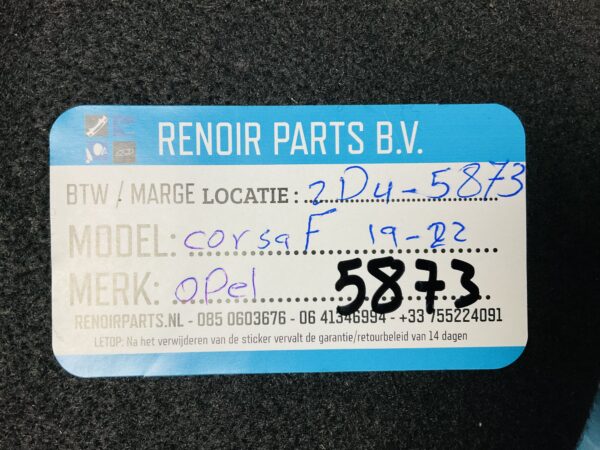 RENOIR PARTS B.V.
BTW / MARGE LOCATIE: 2D4-5873
MODEL: corsa F 19-22
MERK: opel 5873
RENOIRPARTS.NL - 085 0603676 - 06 41346994 - +33 755224091
LETOP: Na het verwijderen van de sticker vervalt de garantie/retourbeleid van 14 dagen